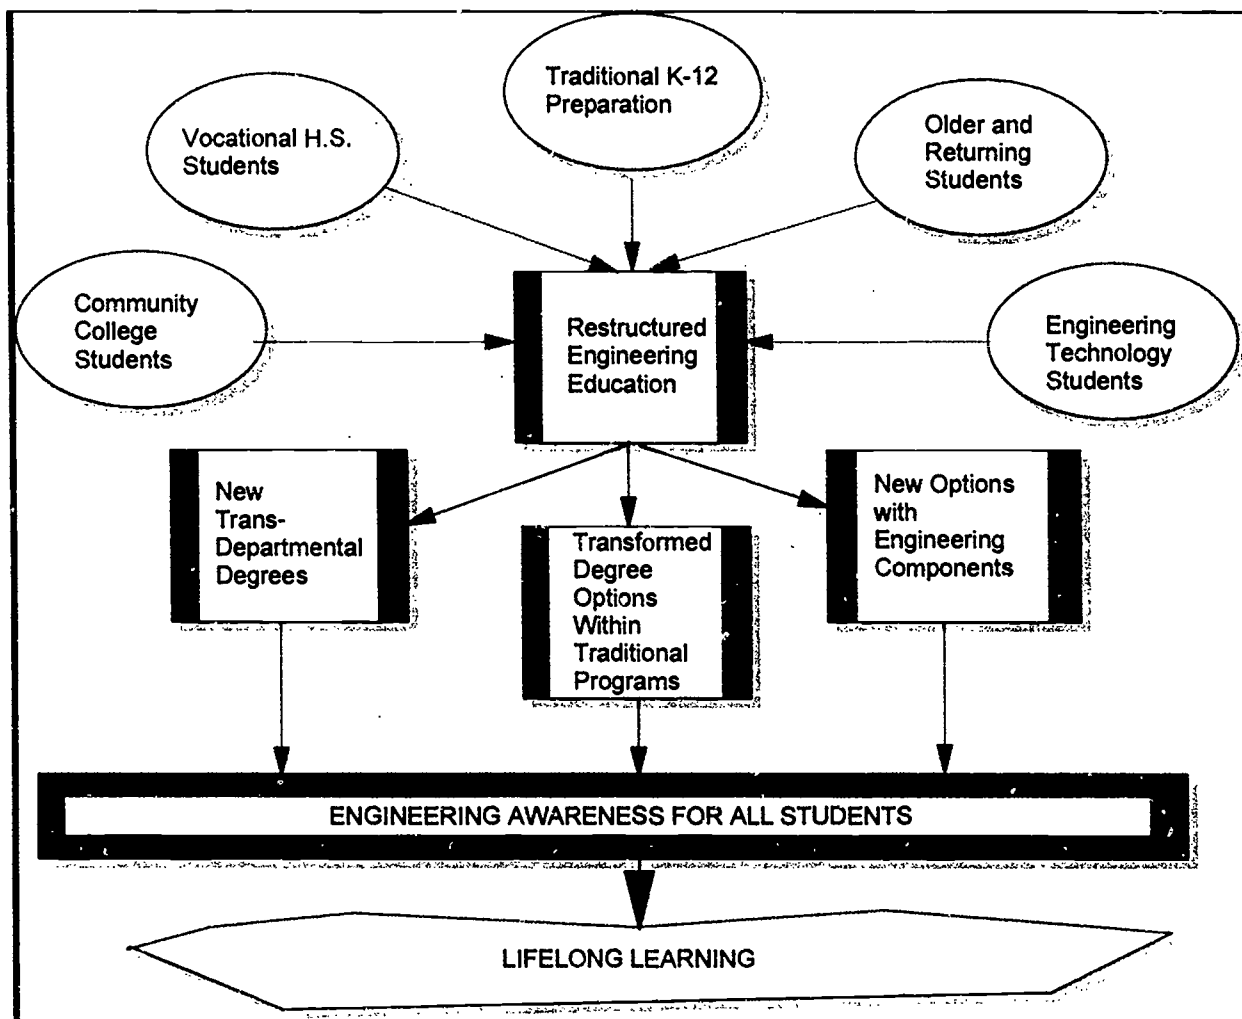 Traditional K-12
Preparation
Vocational H.S.
Students
Older and
Returning
Students
Community
College
Students
Restructured
Engineering
Education
Engineering
Technology
Students
New
Trans-
Departmental
Degrees
Transformed
Degree
Options
Within
Traditional
Programs
New Options
with
Engineering
Components
ENGINEERING AWARENESS FOR ALL STUDENTS
LIFELONG LEARNING